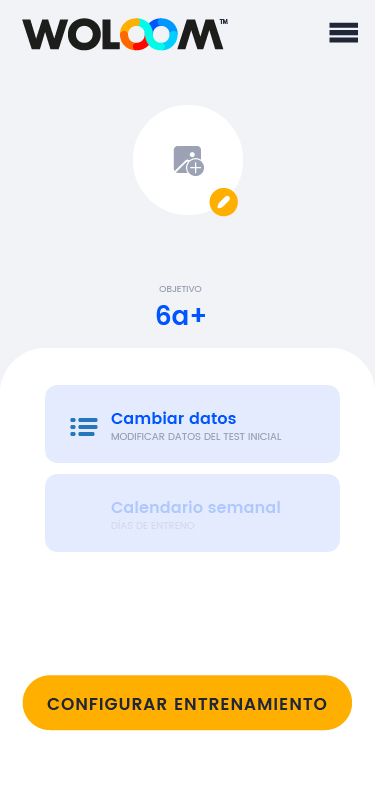 WOLOOM™
OBJETIVO
6a+
Cambiar datos
MODIFICAR DATOS DEL TEST INICIAL
Calendario semanal
DÍAS DE ENTRENO
CONFIGURAR ENTRENAMIENTO